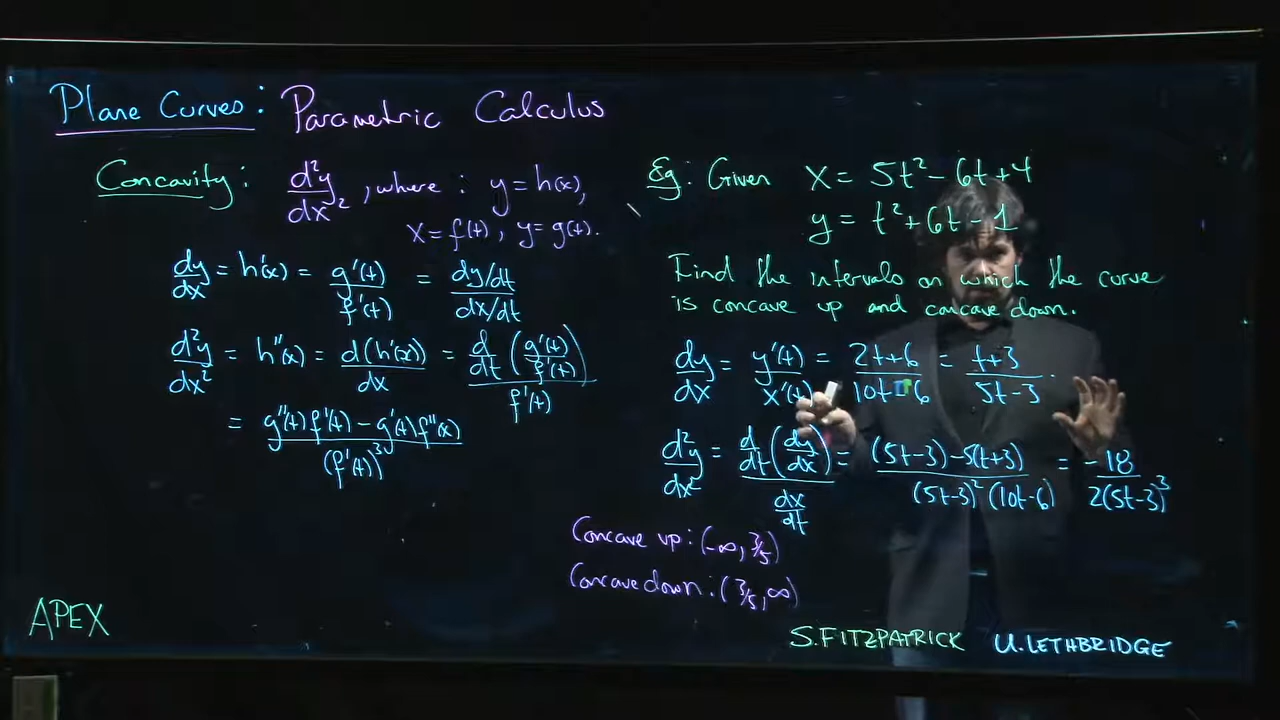 Plane Curves: Parametric Calculus
Concavity: d²y/dx², where: y=h(x),
x=f(t), y=g(t).
dy/dx = h'(x) = g'(t)/f'(t) = (dy/dt)/(dx/dt)
d²y/dx² = h''(x) = d(h'(x))/dx = d/dt (g'(t)/f'(t)) / f'(t)
= (g''(t)f'(t) - g'(t)f''(x)) / (f'(t))³
Eg: Given x = 5t² - 6t + 4
y = t² + 6t - 1
Find the intervals on which the curve
is concave up and concave down.
dy/dx = y'(t)/x'(t) = (2t+6)/(10t-6) = (t+3)/(5t-3).
d²y/dx² = d/dt (dy/dx) / (dx/dt) = ((5t-3)-5(t+3)) / ((5t-3)²(10t-6)) = -18 / (2(5t-3)³)
Concave up: (-∞, 3/5)
Concave down: (3/5, ∞)
APEX
S.FITZPATRICK U.LETHBRIDGE